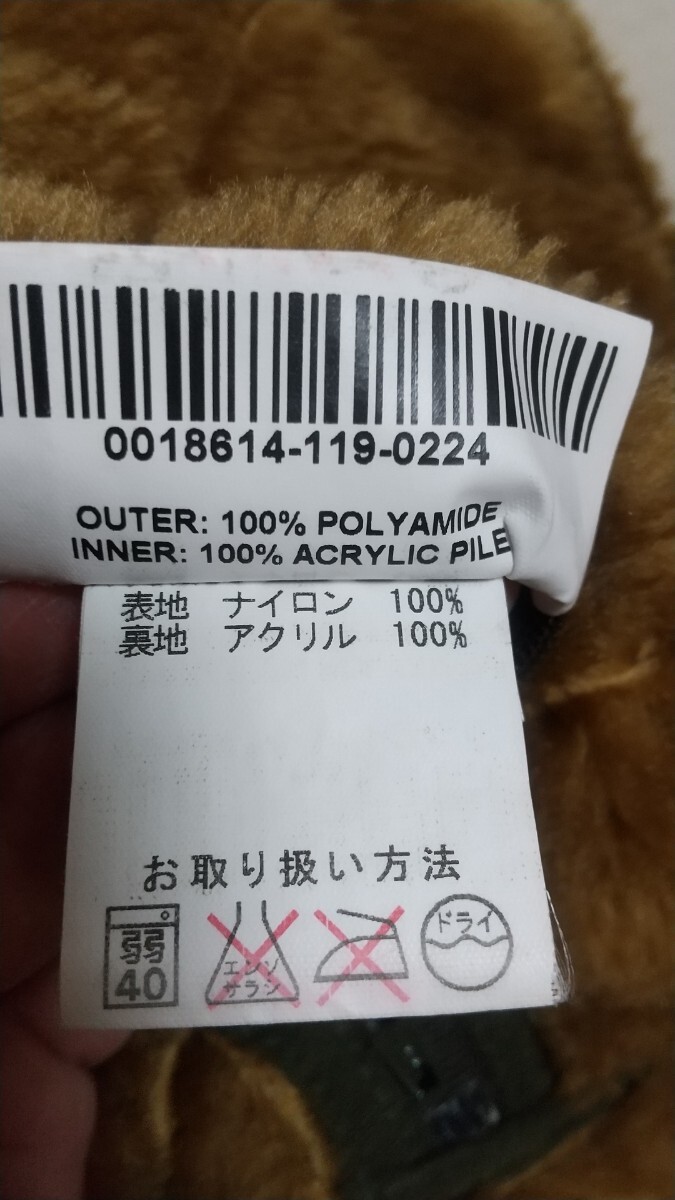 0018614-119-0224
OUTER: 100% POLYAMIDE
INNER: 100% ACRYLIC PILE
表地 ナイロン 100%
裏地 アクリル 100%
お取り扱い方法
弱 40
エンソ サラシ
ドライ